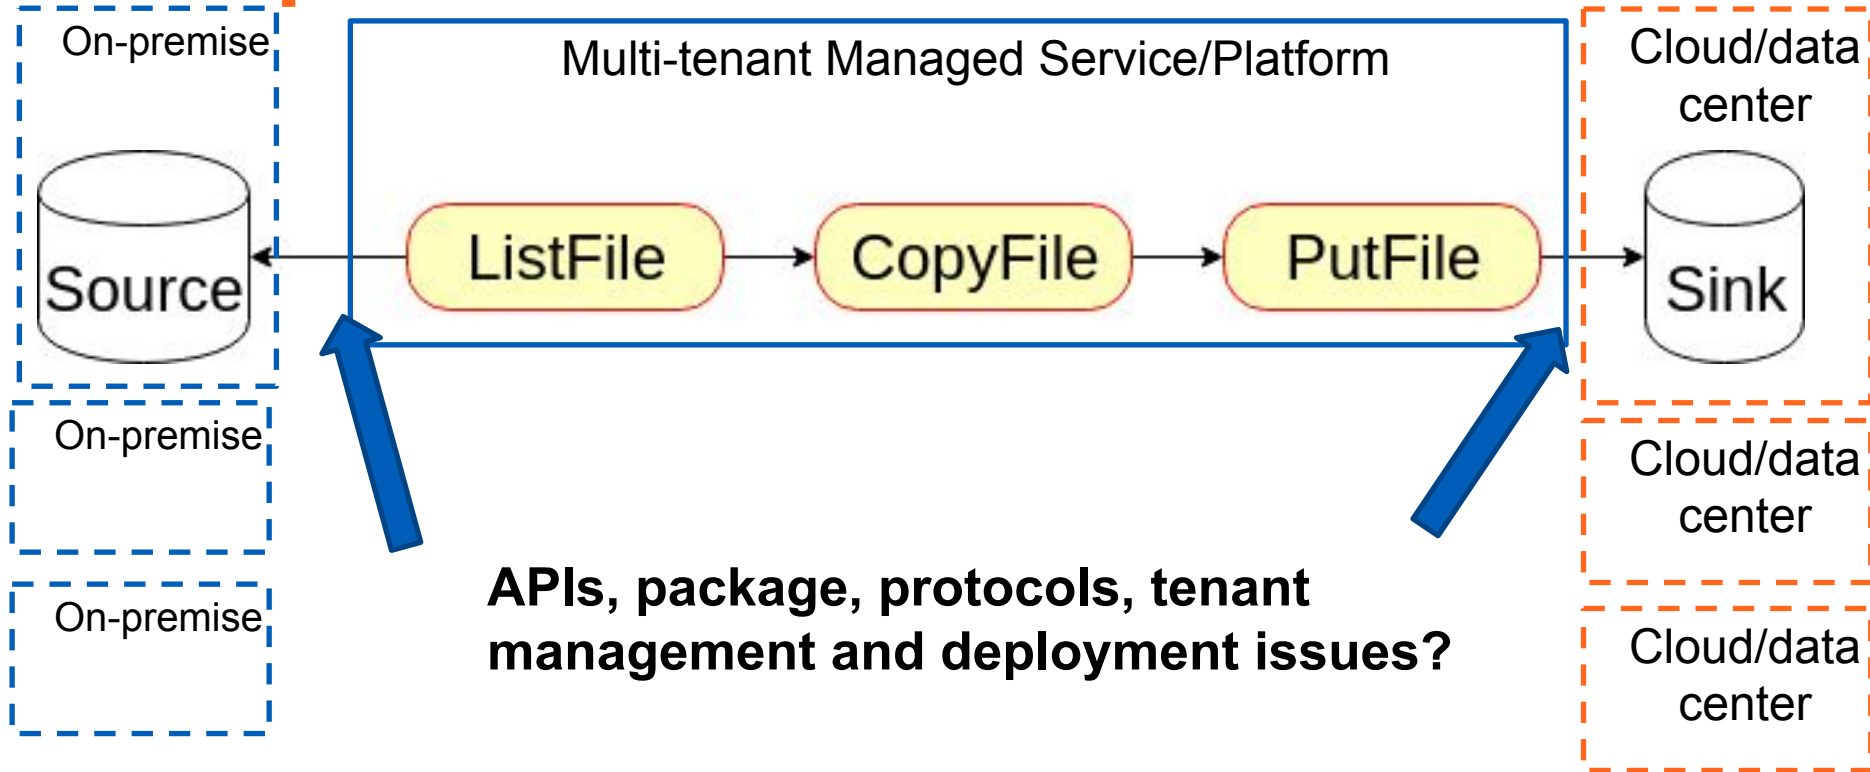 On-premise
Multi-tenant Managed Service/Platform
Cloud/data
center
Source
ListFile
CopyFile
PutFile
Sink
On-premise
Cloud/data
center
APIs, package, protocols, tenant
management and deployment issues?
On-premise
Cloud/data
center